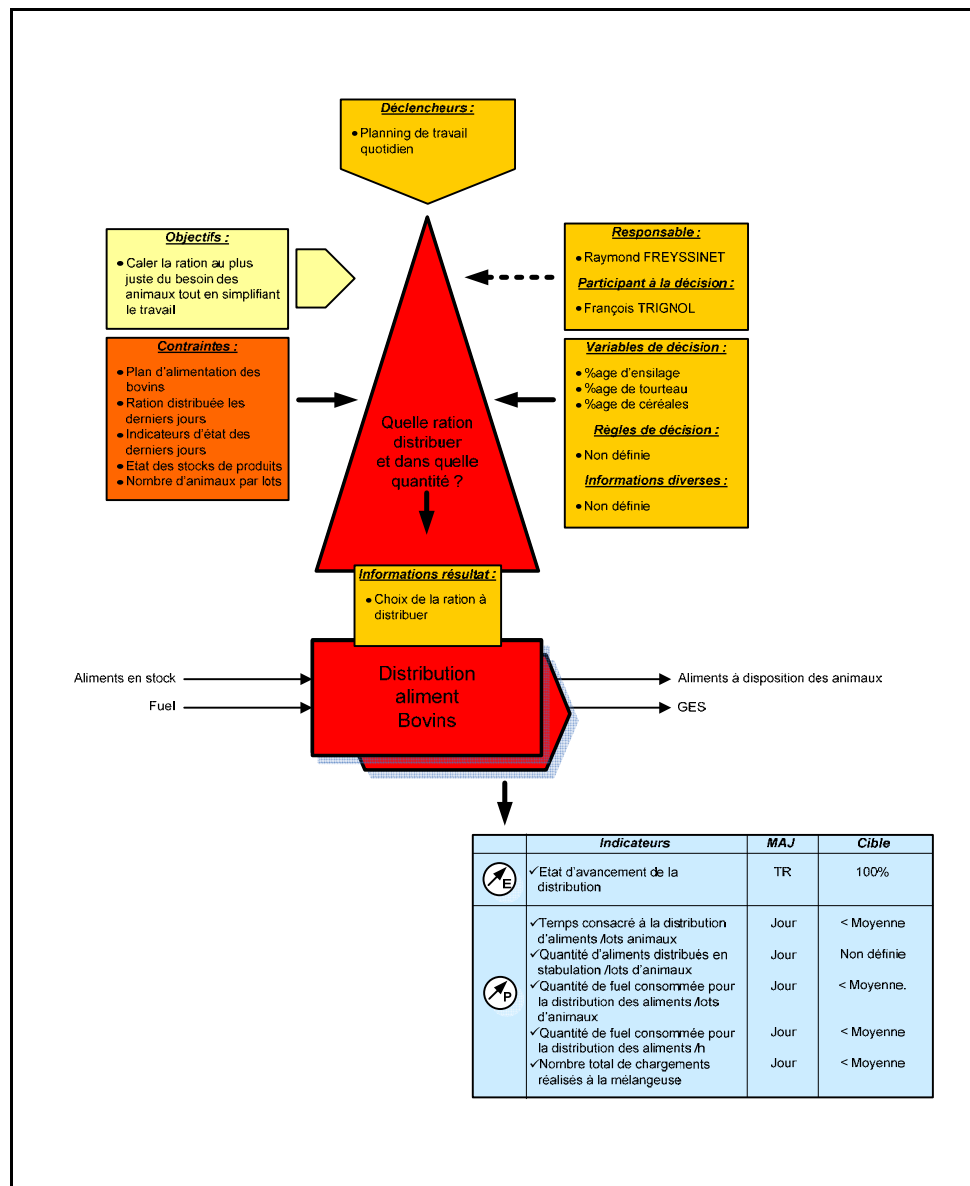 Déclencheurs :
• Planning de travail
quotidien
Objectifs :
• Caler la ration au plus
juste du besoin des
animaux tout en simplifiant
le travail
Responsable :
• Raymond FREYSSINET
Participant à la décision :
• François TRIGNOL
Contraintes :
• Plan d'alimentation des
bovins
• Ration distribuée les
derniers jours
• Indicateurs d'état des
derniers jours
• Etat des stocks de produits
• Nombre d'animaux par lots
Variables de décision :
• %age d'ensilage
• %age de tourteau
• %age de céréales
Règles de décision :
• Non définie
Informations diverses :
• Non définie
Quelle ration
distribuer
et dans quelle
quantité ?
Informations résultat :
• Choix de la ration à
distribuer
Aliments en stock
Fuel
Distribution
aliment
Bovins
Aliments à disposition des animaux
GES
Indicateurs MAJ Cible
E
✓Etat d'avancement de la TR 100%
distribution
P
✓Temps consacré à la distribution Jour < Moyenne
d'aliments /lots animaux
✓Quantité d'aliments distribués en Jour Non définie
stabulation /lots d'animaux
✓Quantité de fuel consommée pour Jour < Moyenne.
la distribution des aliments /lots
d'animaux
✓Quantité de fuel consommée pour Jour < Moyenne
la distribution des aliments /h
✓Nombre total de chargements Jour < Moyenne
réalisés à la mélangeuse